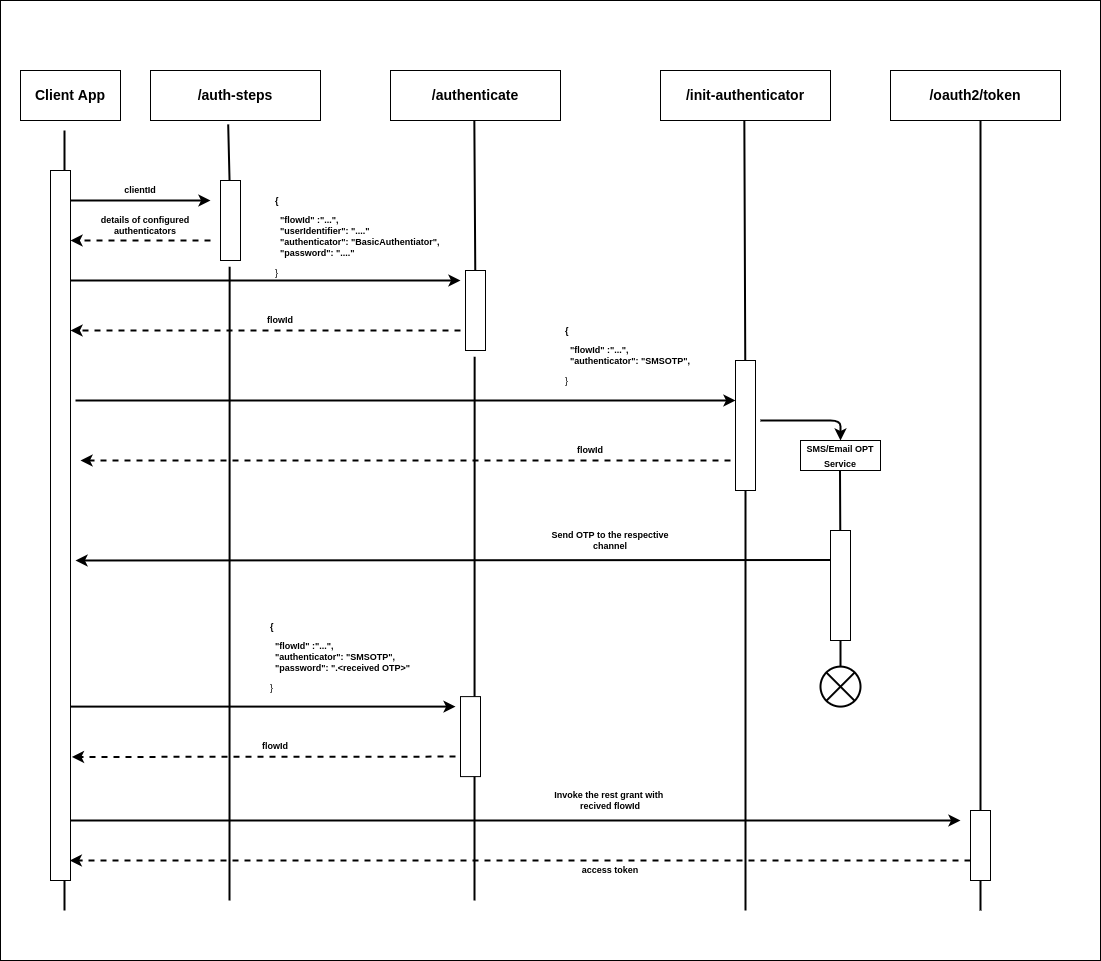 Client App
/auth-steps
/authenticate
/init-authenticator
/oauth2/token
clientId
details of configured
authenticators
{
"flowId" :"...",
"userIdentifier": "...."
"authenticator": "BasicAuthentiator",
"password": "...."
}
flowId
{
"flowId" :"...",
"authenticator": "SMSOTP",
}
SMS/Email OPT
Service
flowId
Send OTP to the respective
channel
{
"flowId" :"...",
"authenticator": "SMSOTP",
"password": ".<received OTP>"
}
flowId
Invoke the rest grant with
recived flowId
access token